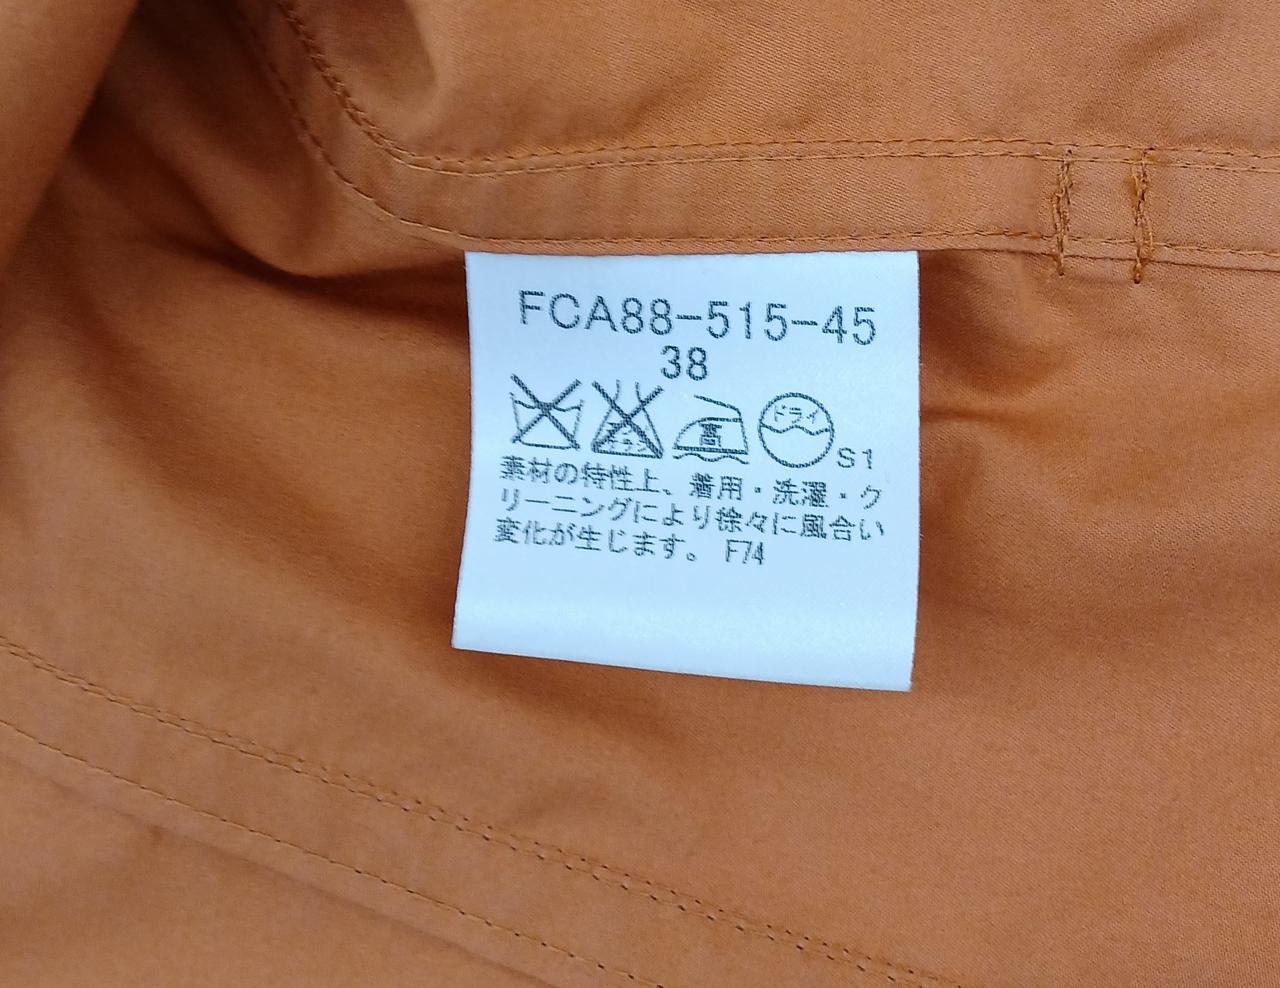 FCA88-515-45
38
高 ドライ
S1
素材の特性上、着用・洗濯・ク
リーニングにより徐々に風合い
変化が生じます。 F74